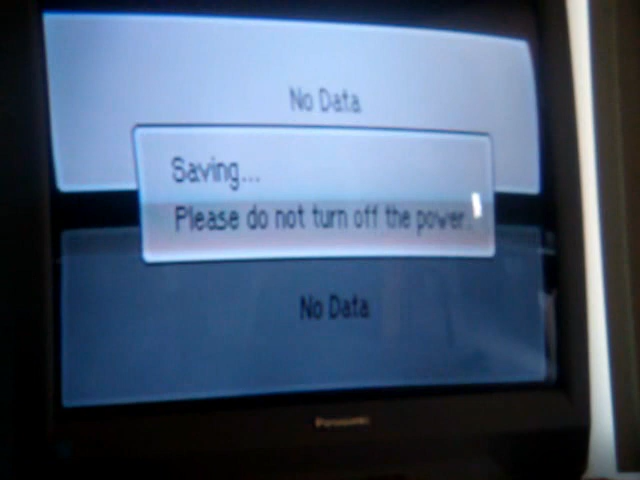 No Data
Saving...
Please do not turn off the power.
No Data
Panasonic